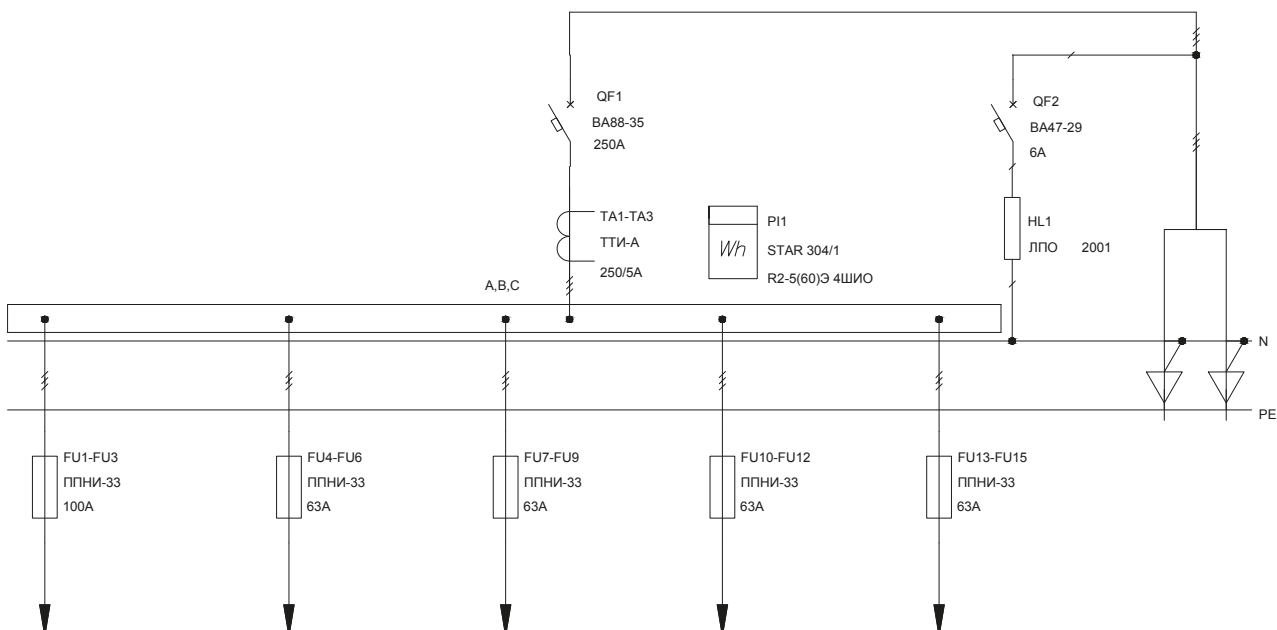 QF1
ВА88-35
250А
QF2
ВА47-29
6А
ТА1-ТА3
ТТИ-А
250/5А
Wh
PI1
STAR 304/1
R2-5(60)Э 4ШИО
HL1
ЛПО 2001
А,В,С
N
PE
FU1-FU3
ППНИ-33
100А
FU4-FU6
ППНИ-33
63А
FU7-FU9
ППНИ-33
63А
FU10-FU12
ППНИ-33
63А
FU13-FU15
ППНИ-33
63А